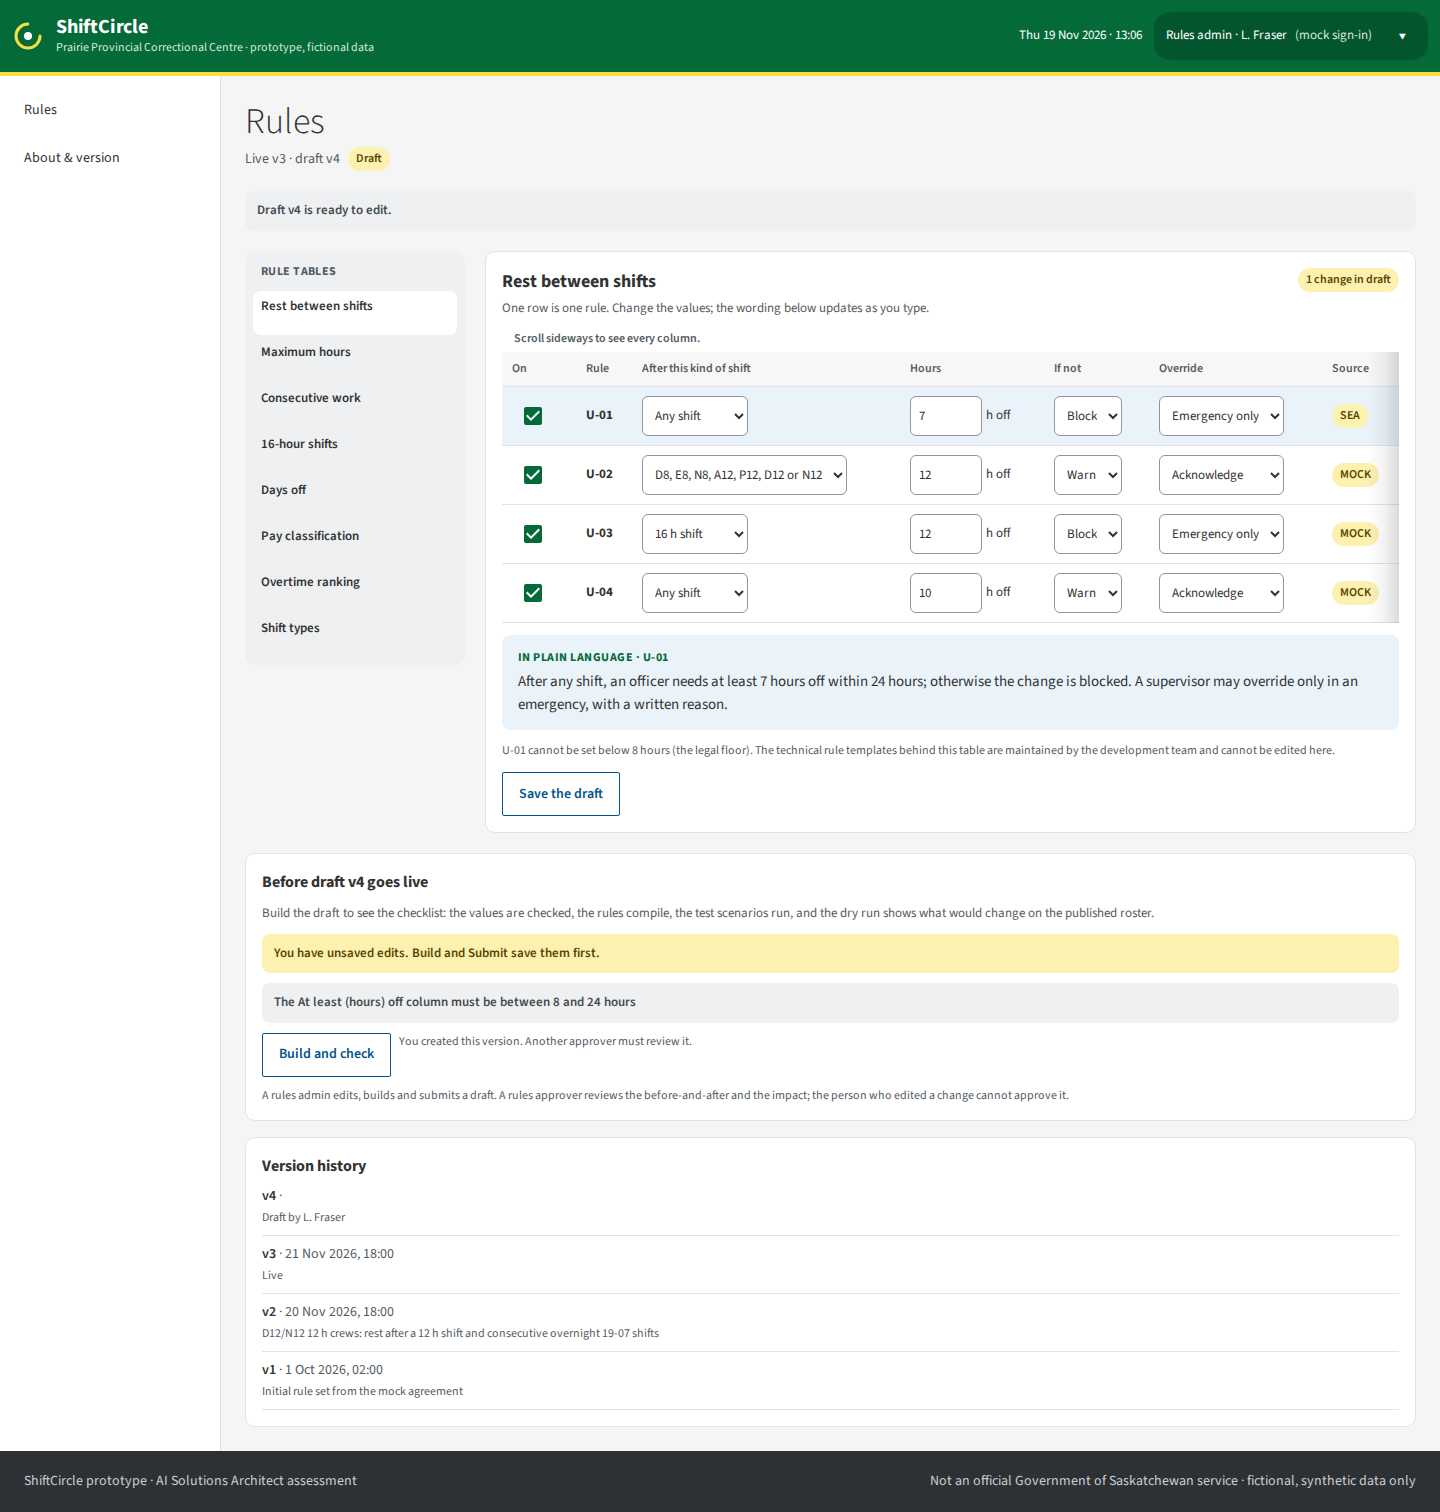 ShiftCircle
Prairie Provincial Correctional Centre · prototype, fictional data
Thu 19 Nov 2026 · 13:06
Rules admin · L. Fraser (mock sign-in)
Rules
About & version
Rules
Live v3 · draft v4 Draft
Draft v4 is ready to edit.
RULE TABLES
Rest between shifts
Maximum hours
Consecutive work
16-hour shifts
Days off
Pay classification
Overtime ranking
Shift types
Rest between shifts
1 change in draft
One row is one rule. Change the values; the wording below updates as you type.
Scroll sideways to see every column.
On Rule After this kind of shift Hours If not Override Source
U-01 Any shift 7 h off Block Emergency only SEA
U-02 D8, E8, N8, A12, P12, D12 or N12 12 h off Warn Acknowledge MOCK
U-03 16 h shift 12 h off Block Emergency only MOCK
U-04 Any shift 10 h off Warn Acknowledge MOCK
IN PLAIN LANGUAGE · U-01
After any shift, an officer needs at least 7 hours off within 24 hours; otherwise the change is blocked. A supervisor may override only in an
emergency, with a written reason.
U-01 cannot be set below 8 hours (the legal floor). The technical rule templates behind this table are maintained by the development team and cannot be edited here.
Save the draft
Before draft v4 goes live
Build the draft to see the checklist: the values are checked, the rules compile, the test scenarios run, and the dry run shows what would change on the published roster.
You have unsaved edits. Build and Submit save them first.
The At least (hours) off column must be between 8 and 24 hours
Build and check
You created this version. Another approver must review it.
A rules admin edits, builds and submits a draft. A rules approver reviews the before-and-after and the impact; the person who edited a change cannot approve it.
Version history
v4 ·
Draft by L. Fraser
v3 · 21 Nov 2026, 18:00
Live
v2 · 20 Nov 2026, 18:00
D12/N12 12 h crews: rest after a 12 h shift and consecutive overnight 19-07 shifts
v1 · 1 Oct 2026, 02:00
Initial rule set from the mock agreement
ShiftCircle prototype · AI Solutions Architect assessment
Not an official Government of Saskatchewan service · fictional, synthetic data only